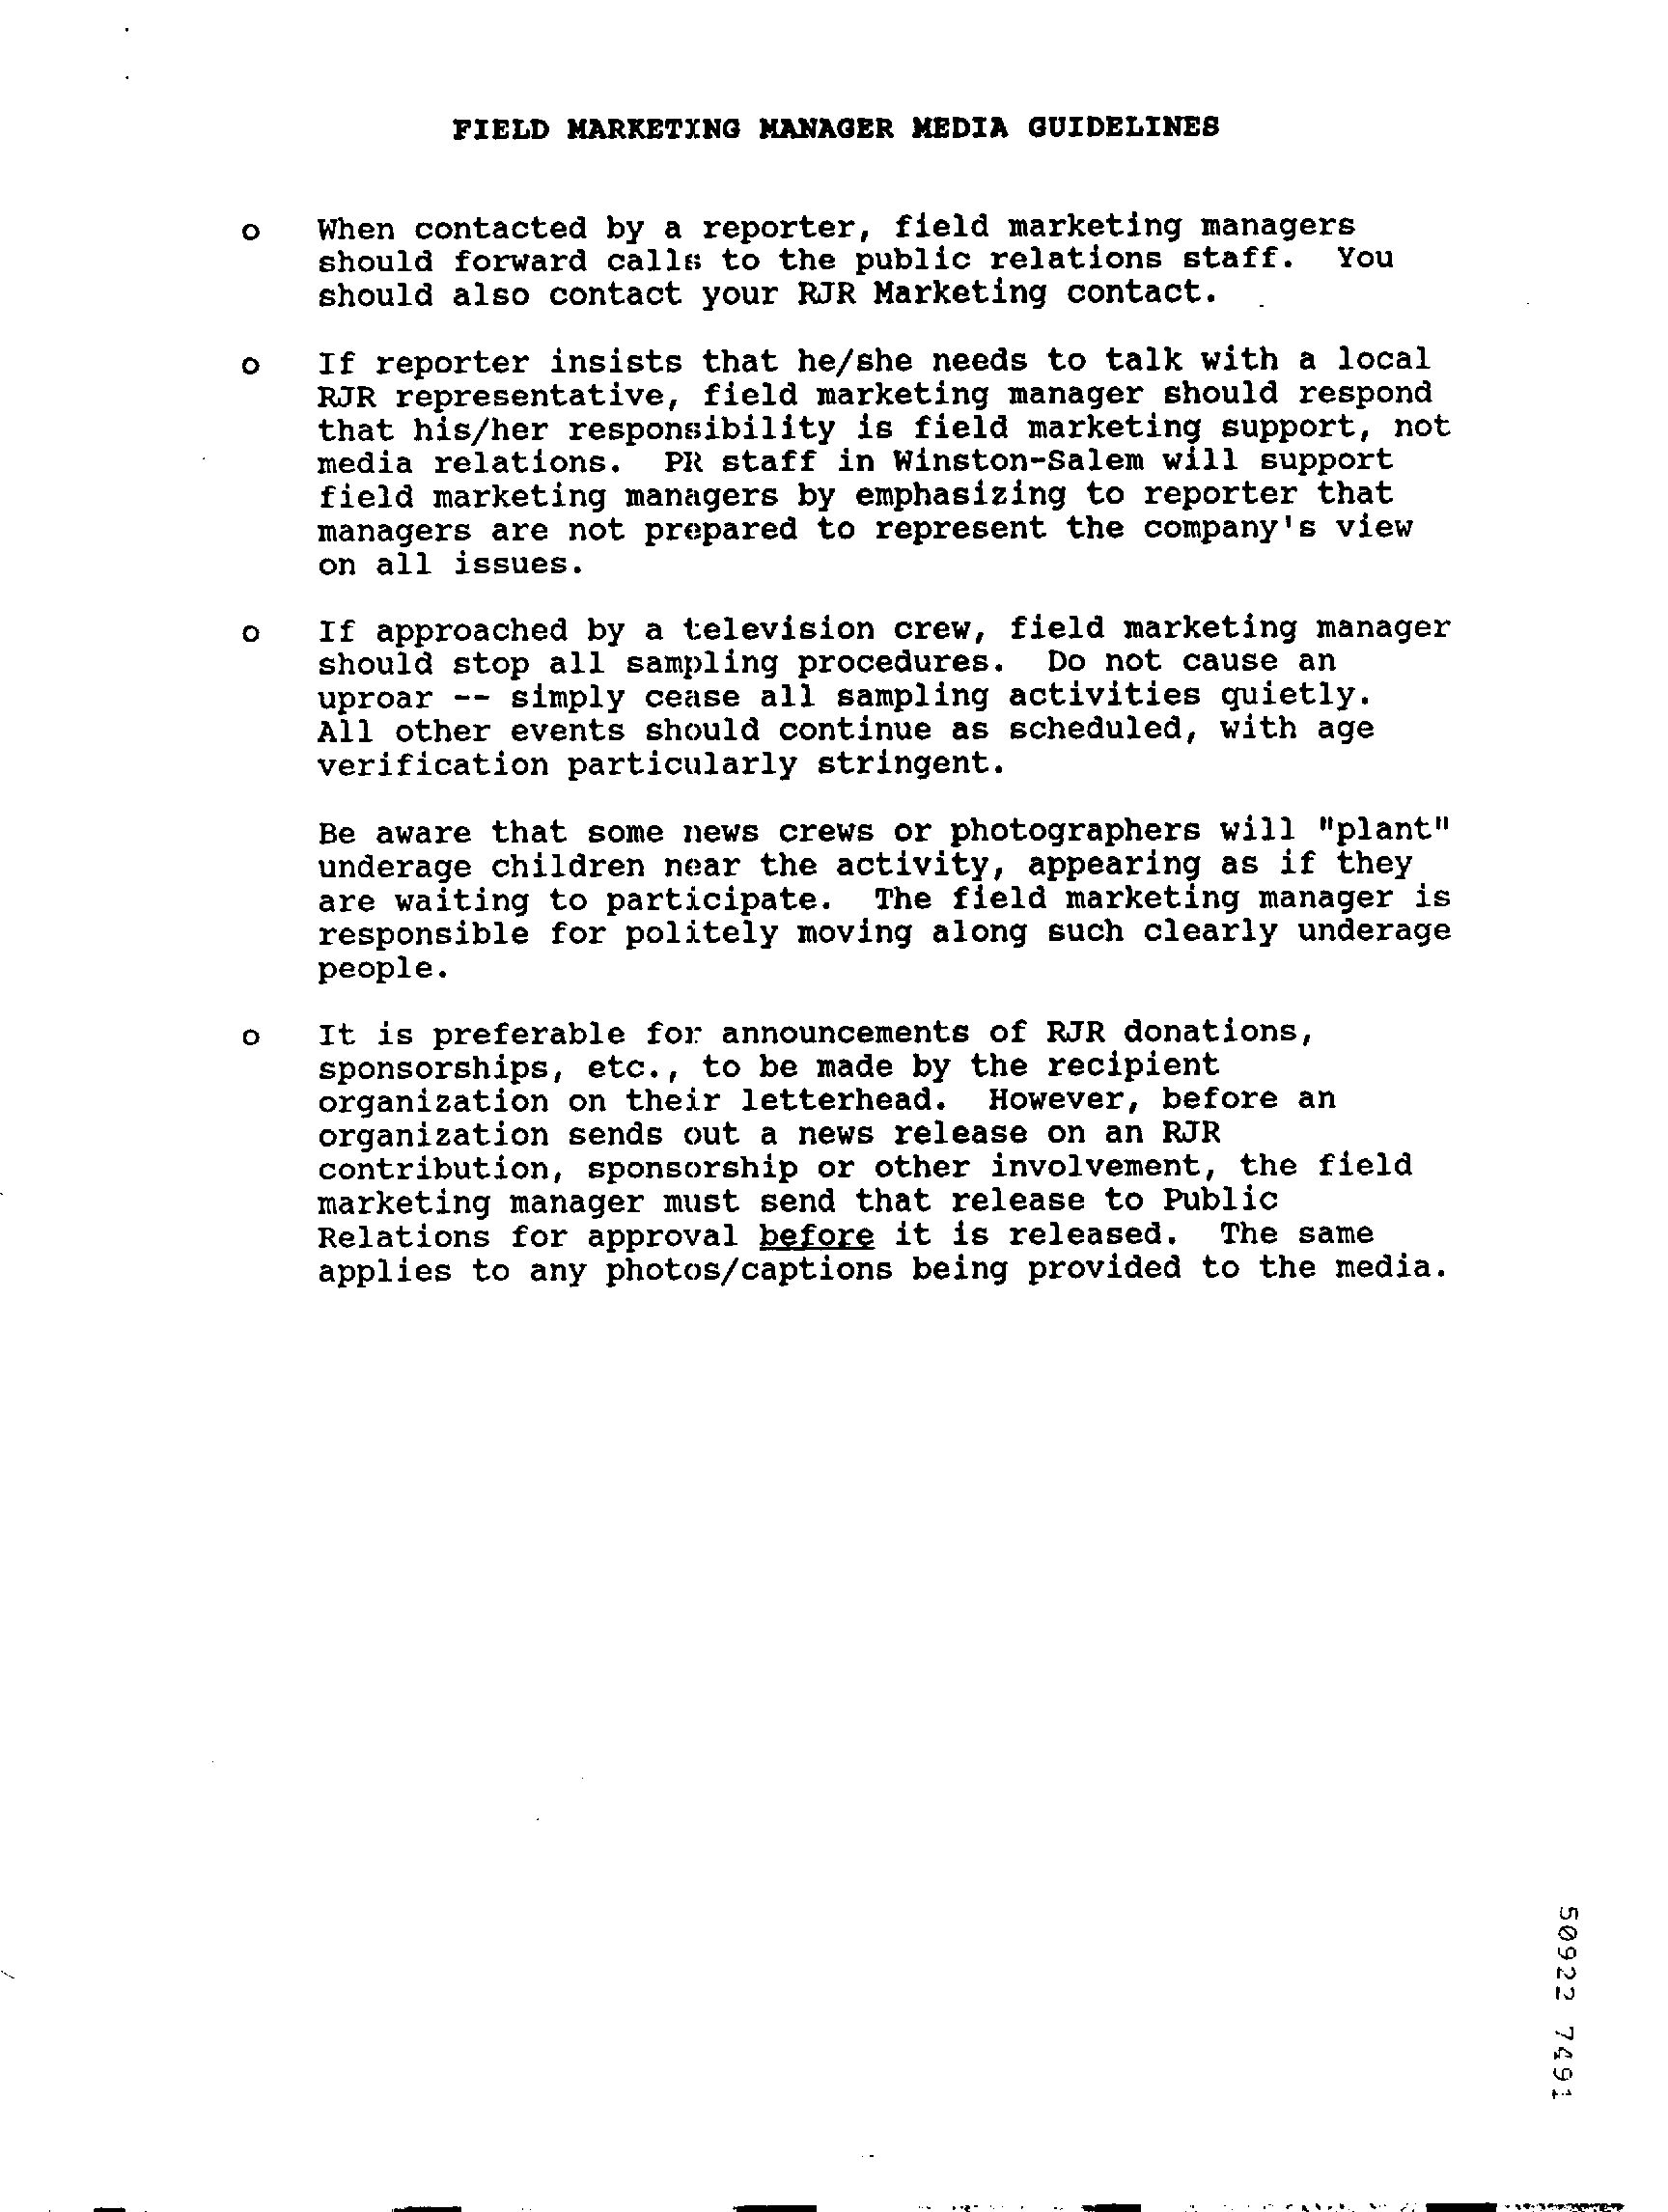 FIELD MARKETING MANAGER MEDIA GUIDELINES
o When contacted by a reporter, field marketing managers
should forward calls to the public relations staff. You
should also contact your RJR Marketing contact.
o If reporter insists that he/she needs to talk with a local
RJR representative, field marketing manager should respond
that his/her responsibility is field marketing support, not
media relations. PR staff in Winston-Salem will support
field marketing managers by emphasizing to reporter that
managers are not prepared to represent the company's view
on all issues.
o If approached by a television crew, field marketing manager
should stop all sampling procedures. Do not cause an
uproar -- simply cease all sampling activities quietly.
All other events should continue as scheduled, with age
verification particularly stringent.
Be aware that some news crews or photographers will "plant"
underage children near the activity, appearing as if they
are waiting to participate. The field marketing manager is
responsible for politely moving along such clearly underage
people.
o It is preferable for announcements of RJR donations,
sponsorships, etc., to be made by the recipient
organization on their letterhead. However, before an
organization sends out a news release on an RJR
contribution, sponsorship or other involvement, the field
marketing manager must send that release to Public
Relations for approval before it is released. The same
applies to any photos/captions being provided to the media.
50922 7491